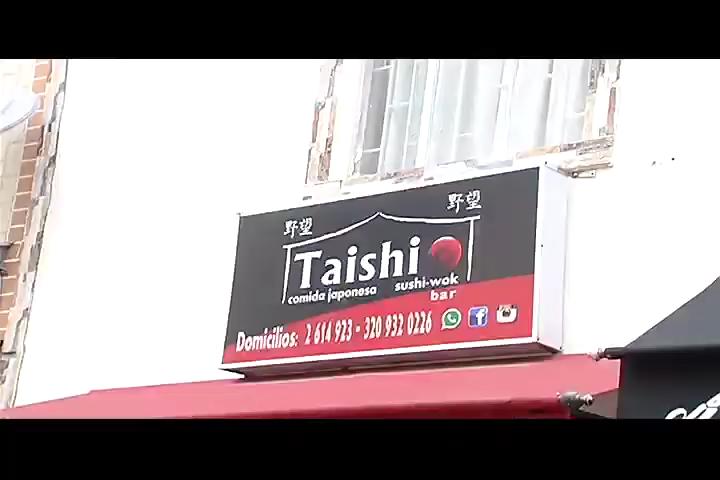 野望 野望
Taishi
comida japonesa sushi-wok
bar
Domicilios: 2 614 923 - 320 932 0226